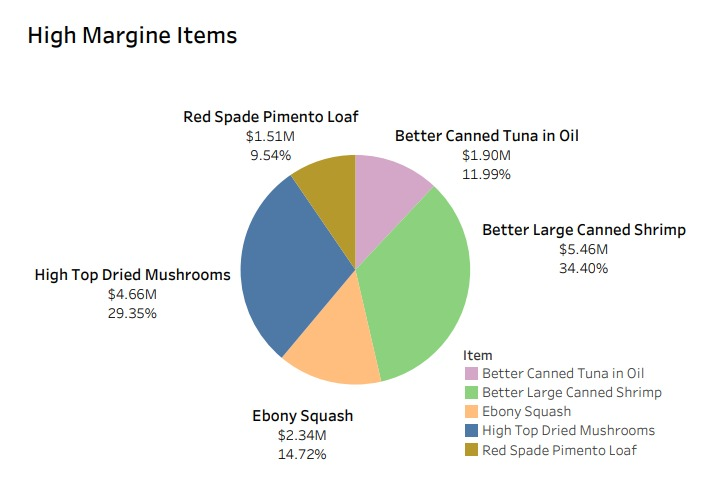 High Margine Items
Red Spade Pimento Loaf
$1.51M
9.54%
Better Canned Tuna in Oil
$1.90M
11.99%
Better Large Canned Shrimp
$5.46M
34.40%
High Top Dried Mushrooms
$4.66M
29.35%
Ebony Squash
$2.34M
14.72%
Item
Better Canned Tuna in Oil
Better Large Canned Shrimp
Ebony Squash
High Top Dried Mushrooms
Red Spade Pimento Loaf